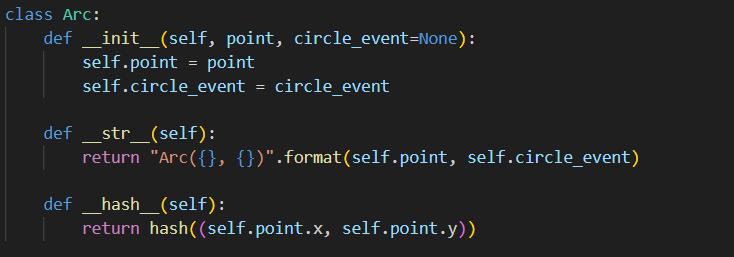 class Arc:
    def __init__(self, point, circle_event=None):
        self.point = point
        self.circle_event = circle_event

    def __str__(self):
        return "Arc({}, {})".format(self.point, self.circle_event)

    def __hash__(self):
        return hash((self.point.x, self.point.y))